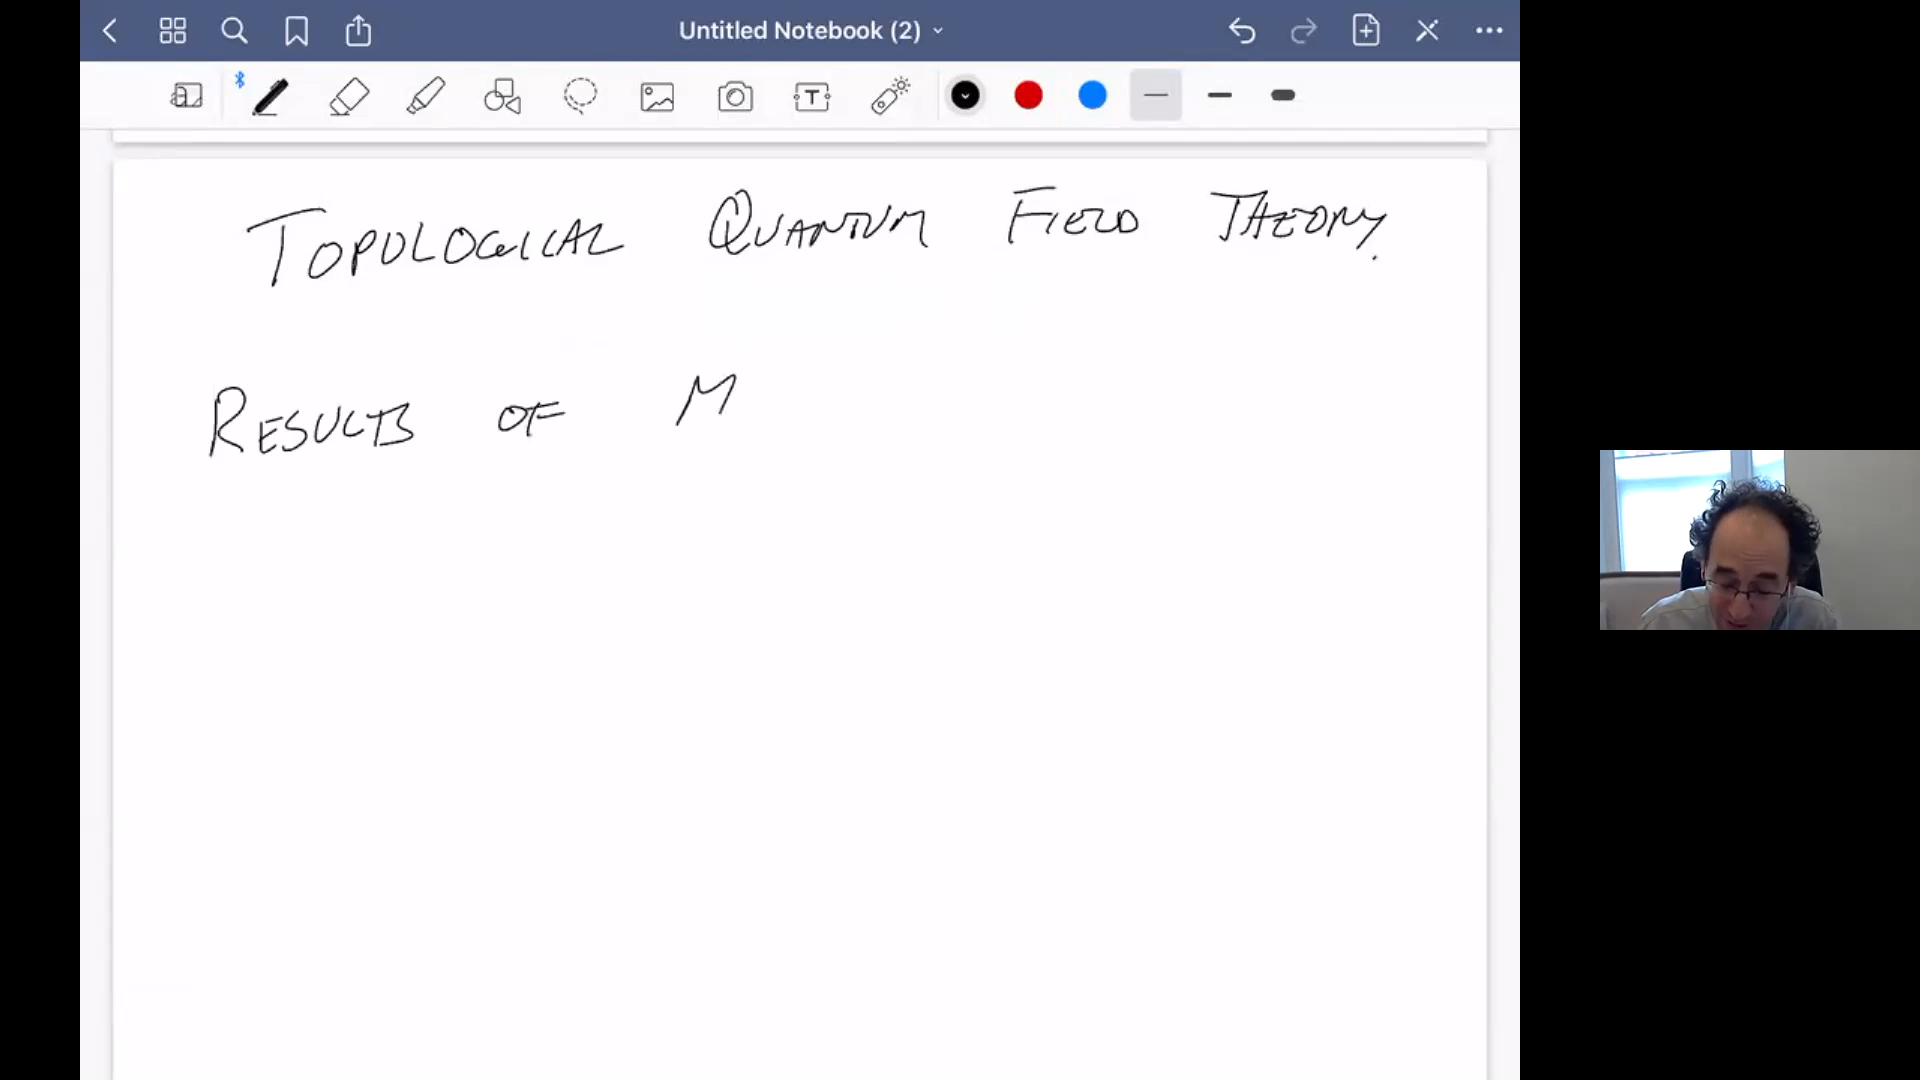 Untitled Notebook (2)
TOPOLOGICAL QUANTUM FIELD THEORY.
RESULTS OF M